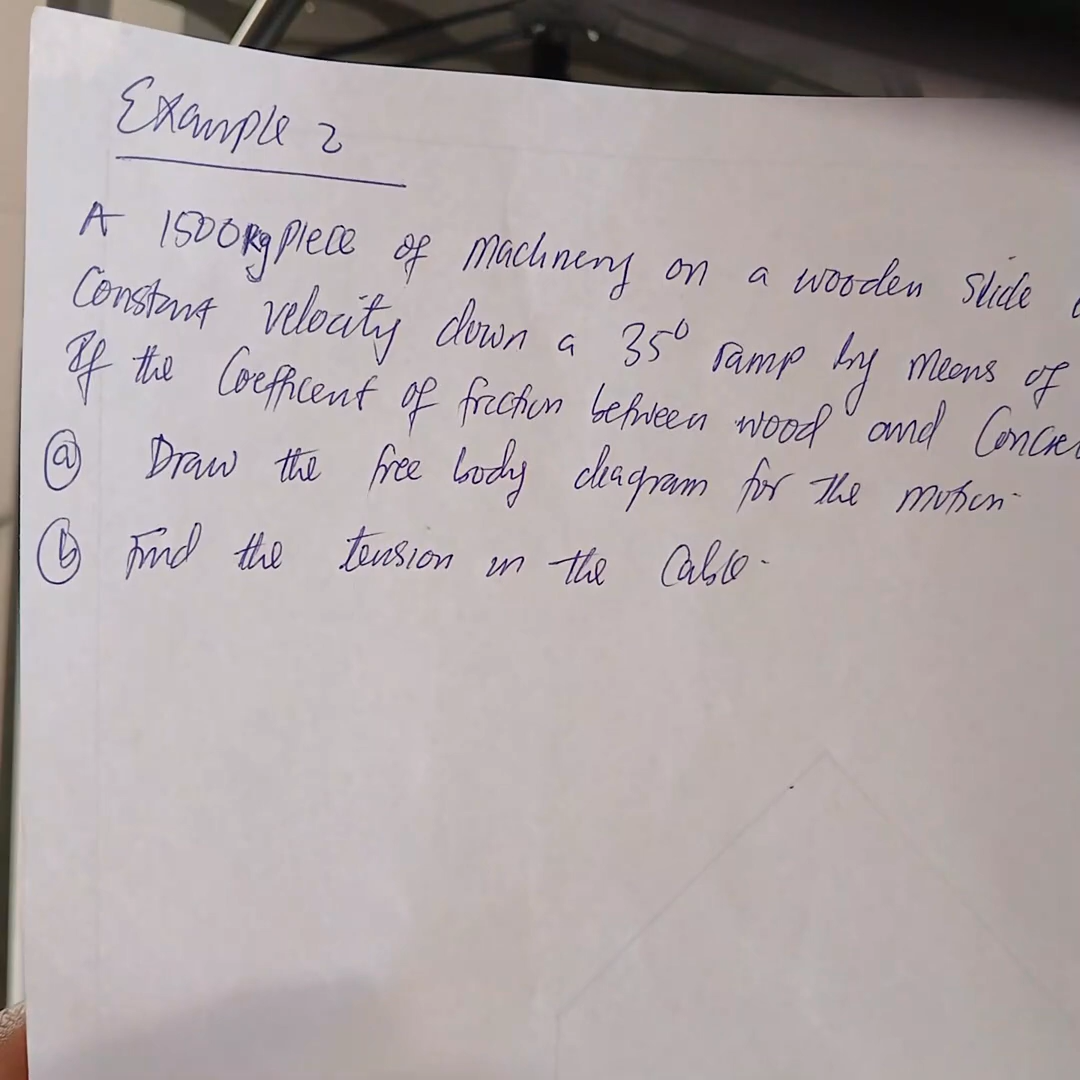 Example 2
A 1500kg piece of machinery on a wooden slide
Constant velocity down a 35° ramp by means of
If the Coefficent of friction between wood and
(a) Draw the free body diagram for the motion.
(b) Find the tension in the Cable.